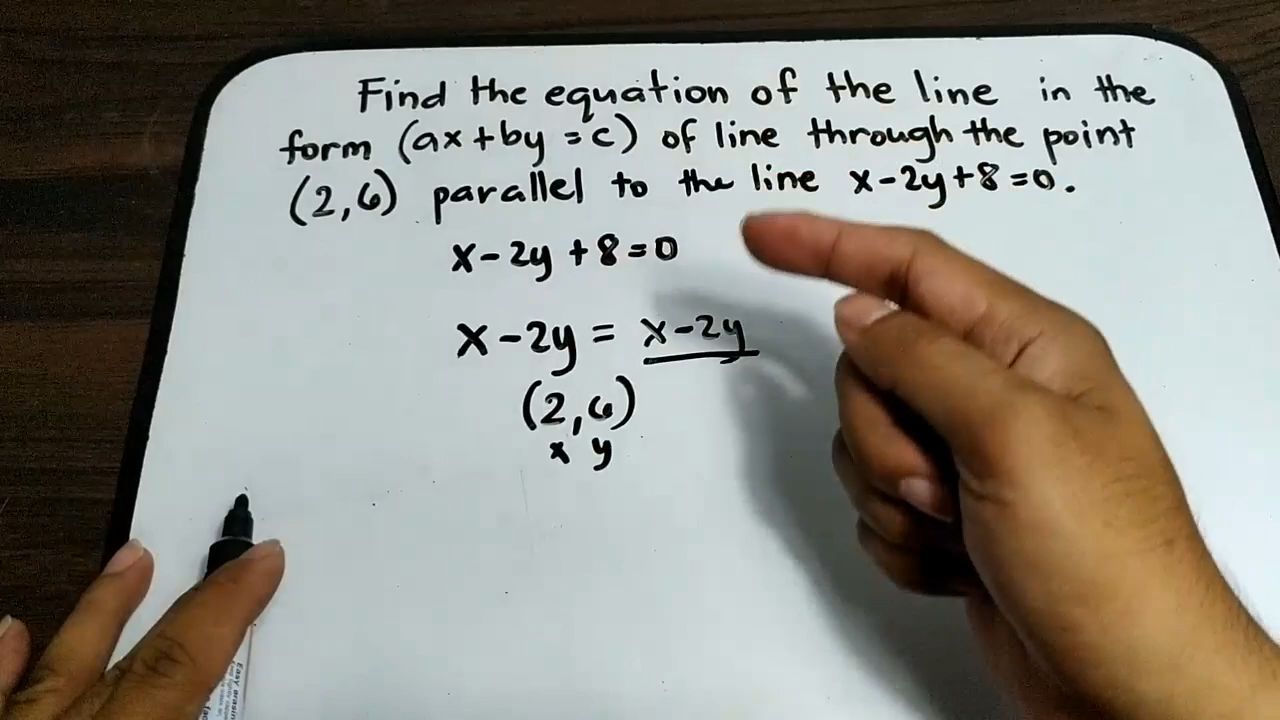 Find the equation of the line in the
form (ax+by=c) of line through the point
(2,6) parallel to the line x-2y+8=0.
x-2y+8=0
x-2y = x-2y
(2,6)
x y